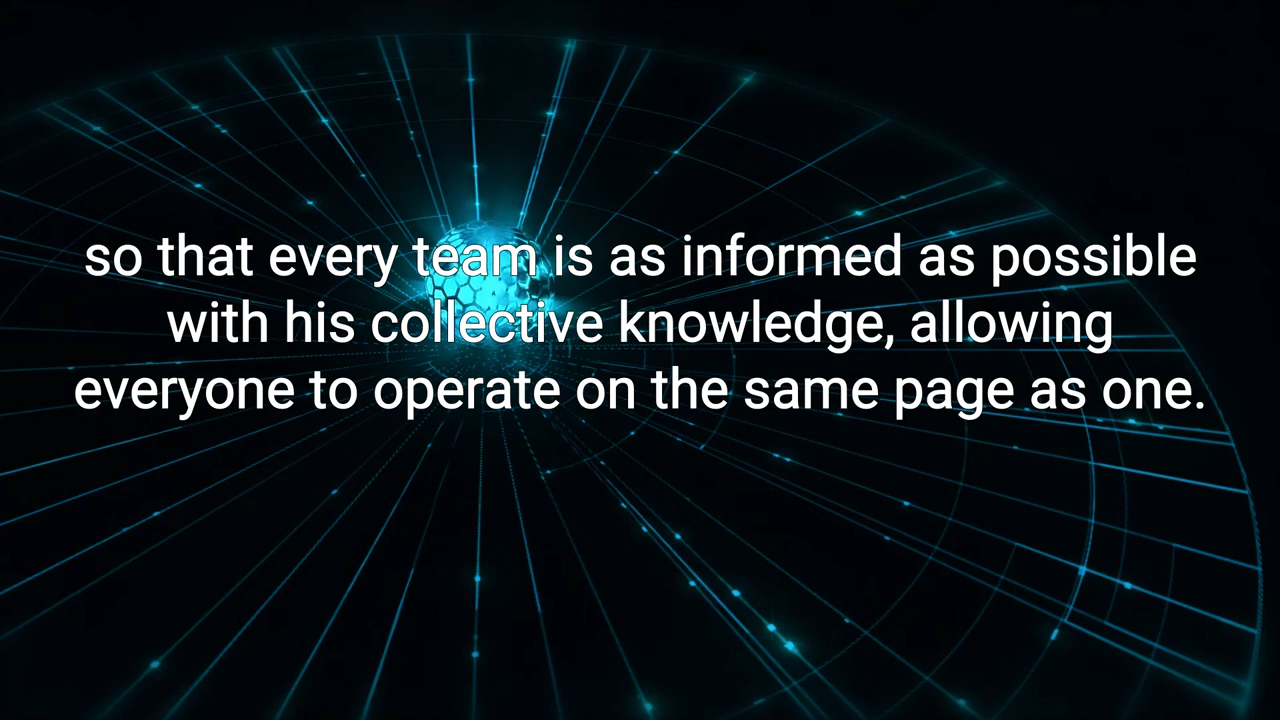 so that every team is as informed as possible
with his collective knowledge, allowing
everyone to operate on the same page as one.